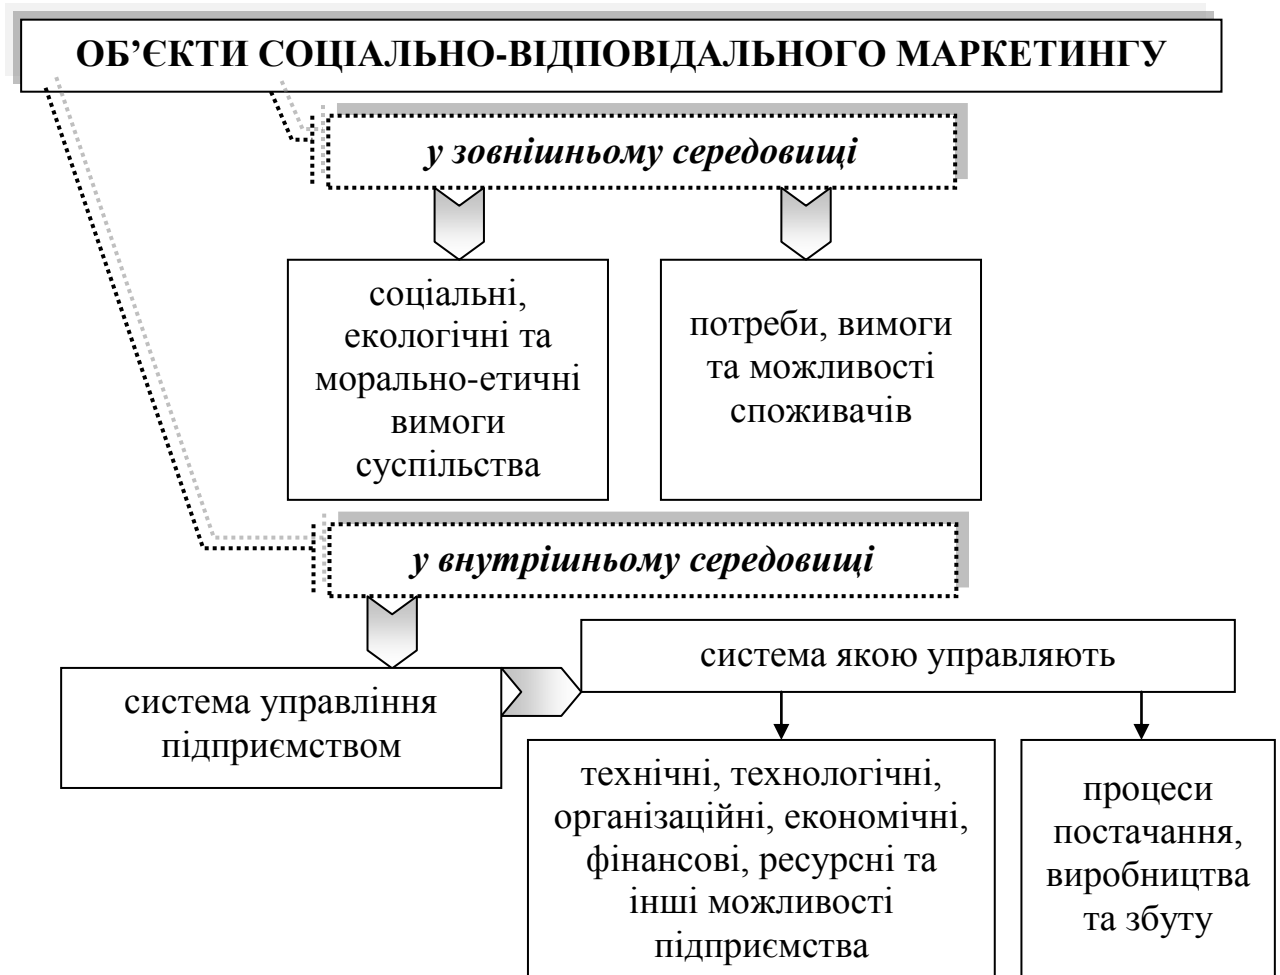 ОБ’ЄКТИ СОЦІАЛЬНО-ВІДПОВІДАЛЬНОГО МАРКЕТИНГУ
у зовнішньому середовищі
соціальні,
екологічні та
морально-етичні
вимоги
суспільства
потреби, вимоги
та можливості
споживачів
у внутрішньому середовищі
система управління
підприємством
система якою управляють
технічні, технологічні,
організаційні, економічні,
фінансові, ресурсні та
інші можливості
підприємства
процеси
постачання,
виробництва
та збуту